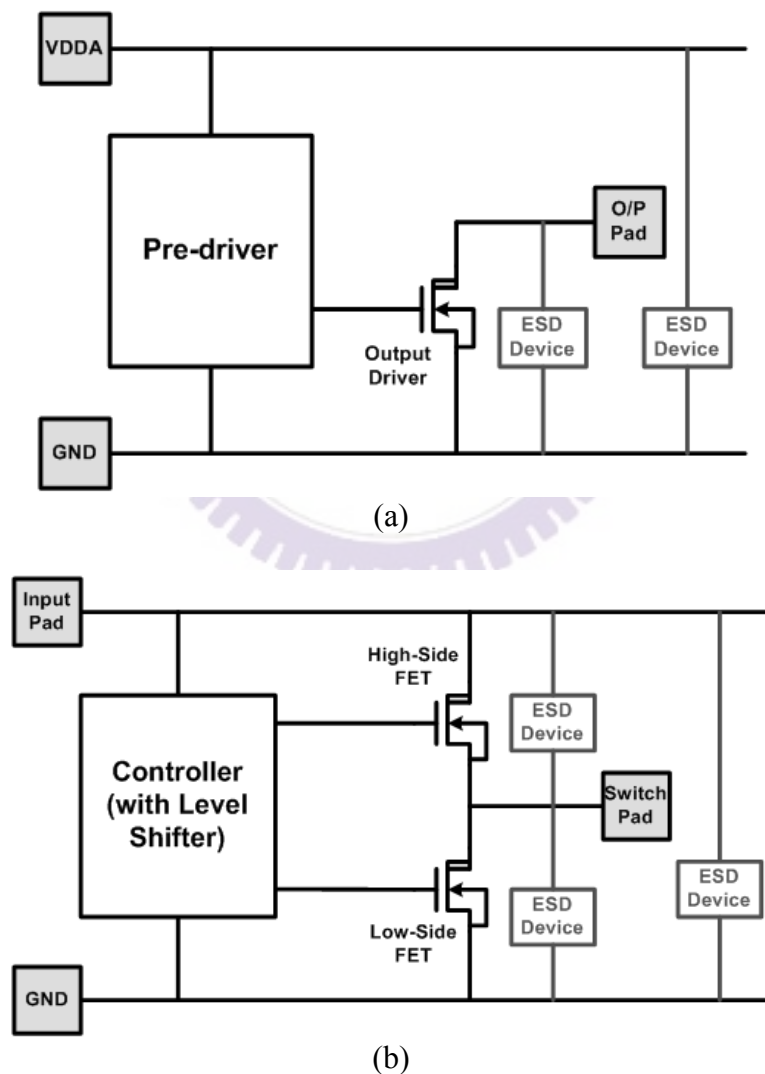 VDDA
Pre-driver
O/P
Pad
ESD
Device
ESD
Device
Output
Driver
GND
(a)
Input
Pad
High-Side
FET
ESD
Device
Controller
(with Level
Shifter)
Switch
Pad
ESD
Device
ESD
Device
Low-Side
FET
GND
(b)